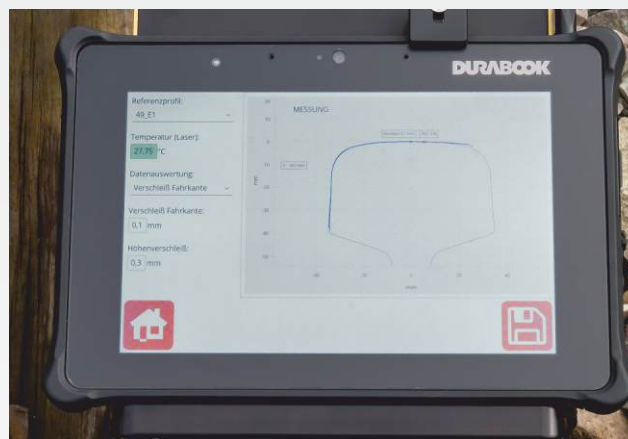 DURABOOK
Referenzprofil:
49_E1
Temperatur (Laser):
27,75 °C
Datenauswertung:
Verschleiß Fahrkante
Verschleiß Fahrkante:
0,1 mm
Höhenverschleiß:
0,3 mm
MESSUNG